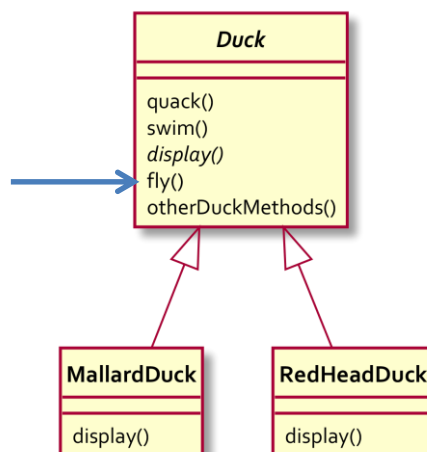 Duck
quack()
swim()
display()
fly()
otherDuckMethods()
MallardDuck
RedHeadDuck
display()
display()